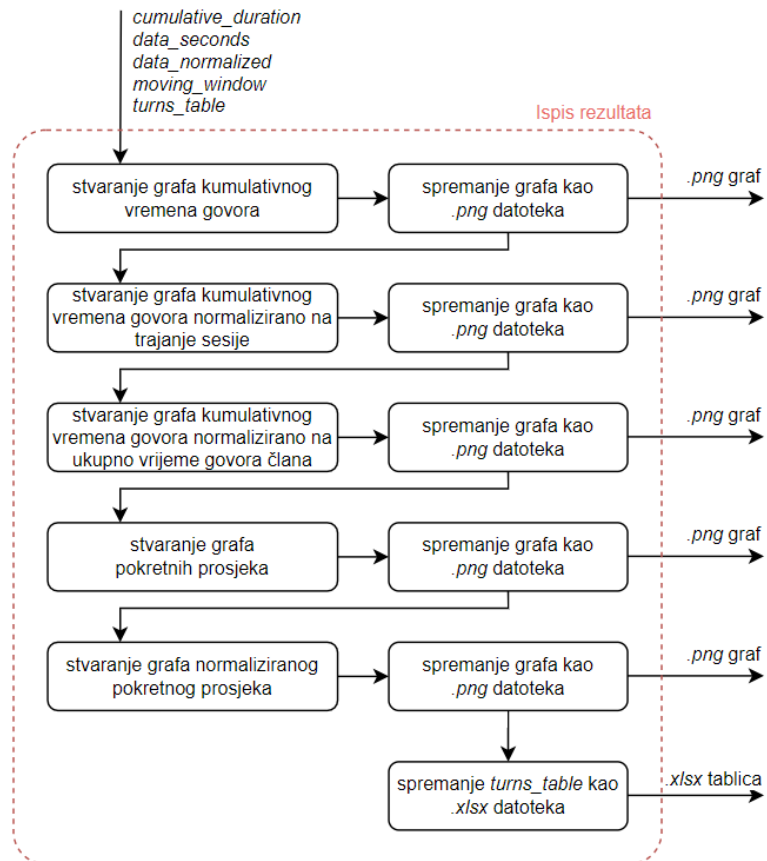 cumulative_duration
data_seconds
data_normalized
moving_window
turns_table
Ispis rezultata
stvaranje grafa kumulativnog
vremena govora
spremanje grafa kao
.png datoteka
.png graf
stvaranje grafa kumulativnog
vremena govora normalizirano na
trajanje sesije
spremanje grafa kao
.png datoteka
.png graf
stvaranje grafa kumulativnog
vremena govora normalizirano na
ukupno vrijeme govora člana
spremanje grafa kao
.png datoteka
.png graf
stvaranje grafa
pokretnih prosjeka
spremanje grafa kao
.png datoteka
.png graf
stvaranje grafa normaliziranog
pokretnog prosjeka
spremanje grafa kao
.png datoteka
.png graf
spremanje turns_table kao
.xlsx datoteka
.xlsx tablica